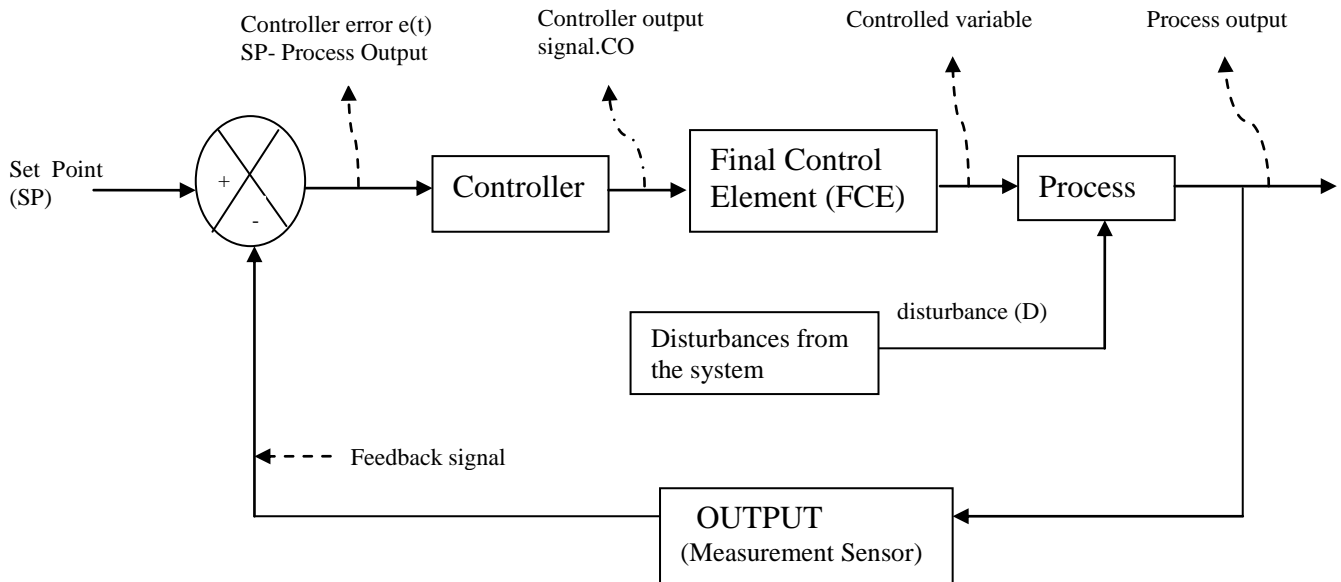 Controller error e(t)
SP- Process Output
Controller output
signal.CO
Controlled variable
Process output
Set Point
(SP)
+
-
Controller
Final Control
Element (FCE)
Process
disturbance (D)
Disturbances from
the system
Feedback signal
OUTPUT
(Measurement Sensor)